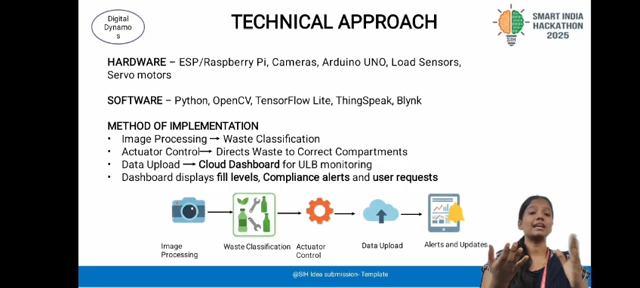 Digital
Dynamo
s
TECHNICAL APPROACH
SMART INDIA
HACKATHON
2025
SIH
HARDWARE – ESP/Raspberry Pi, Cameras, Arduino UNO, Load Sensors,
Servo motors
SOFTWARE – Python, OpenCV, TensorFlow Lite, ThingSpeak, Blynk
METHOD OF IMPLEMENTATION
• Image Processing → Waste Classification
• Actuator Control → Directs Waste to Correct Compartments
• Data Upload → Cloud Dashboard for ULB monitoring
• Dashboard displays fill levels, Compliance alerts and user requests
Image
Processing
Waste Classification
Actuator
Control
Data Upload
Alerts and Updates
@SIH Idea submission- Template